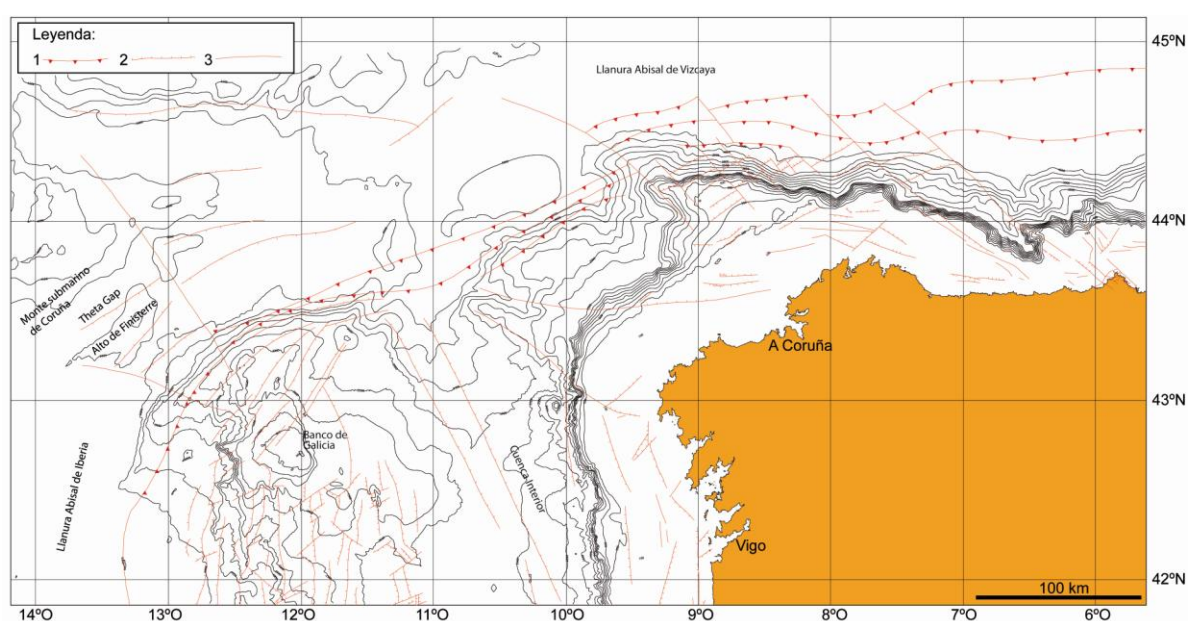 Leyenda:
1 2 3
45ºN
Llanura Abisal de Vizcaya
44ºN
Monte submarino
de Coruña
Theta Gap
Alto de Finisterre
A Coruña
43ºN
Banco de
Galicia
Cuenca Interior
Llanura Abisal de Iberia
Vigo
42ºN
100 km
14ºO 13ºO 12ºO 11ºO 10ºO 9ºO 8ºO 7ºO 6ºO